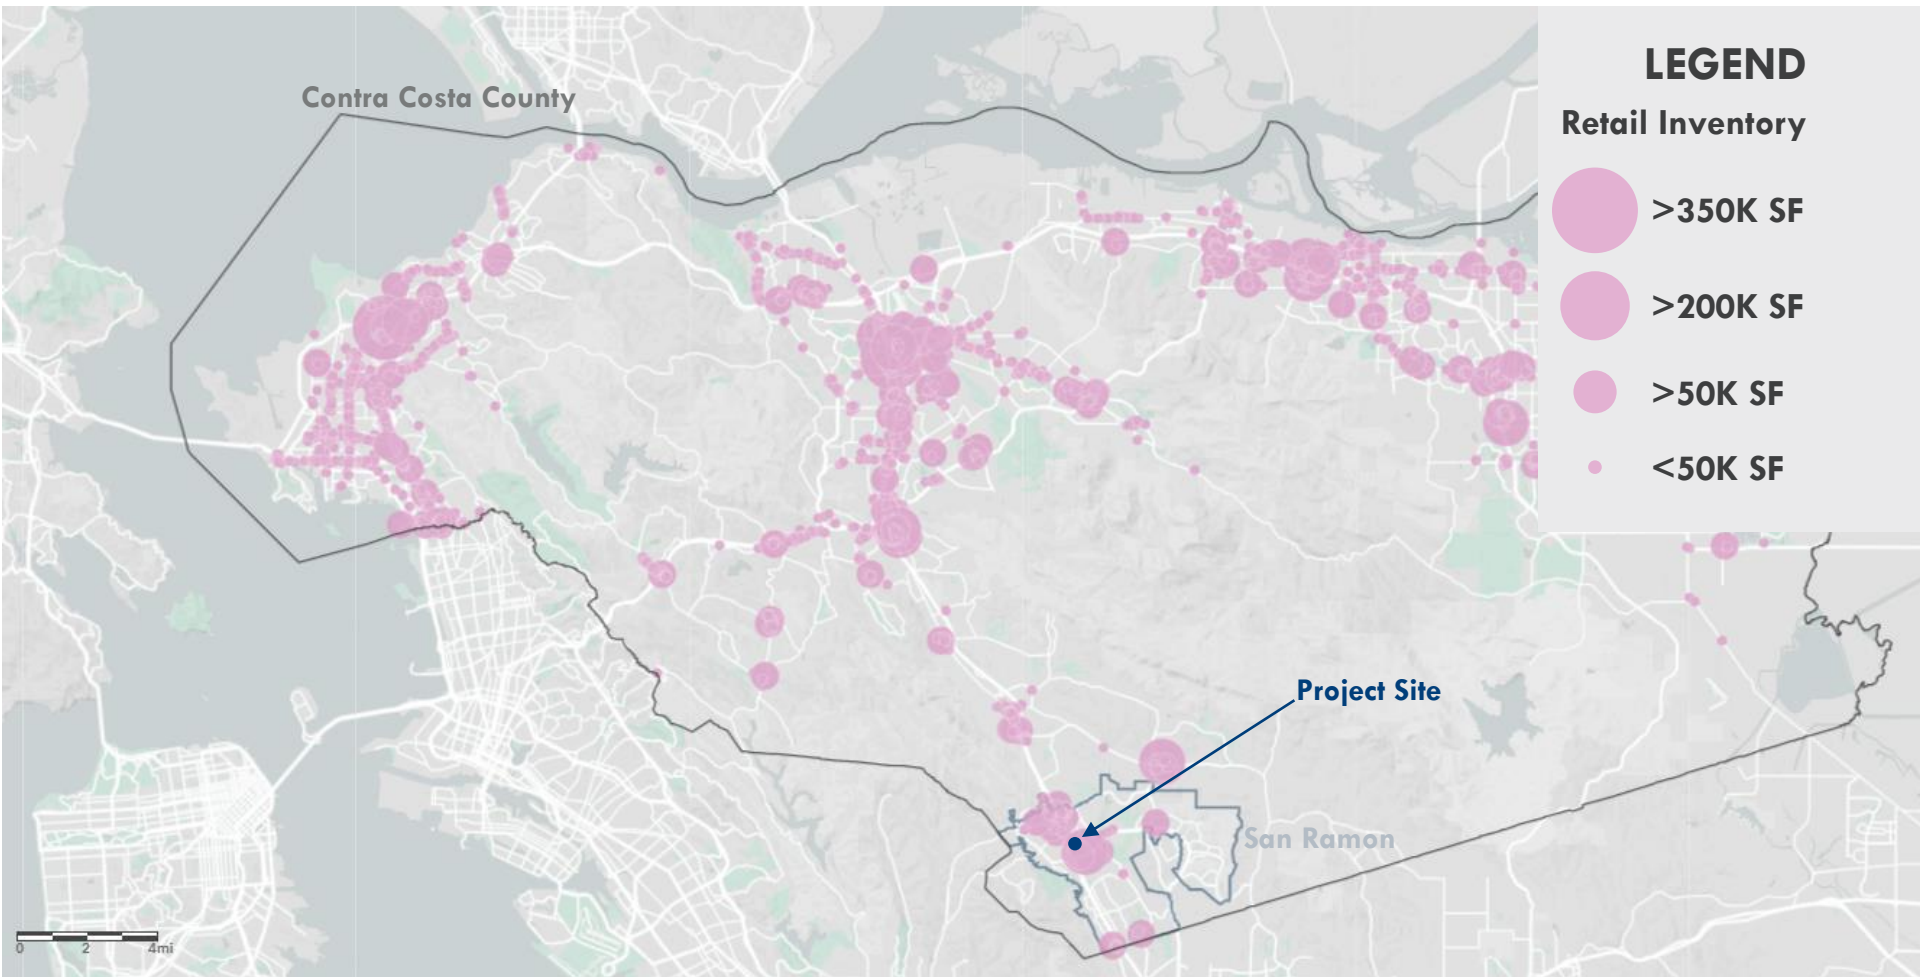 Contra Costa County
LEGEND
Retail Inventory
>350K SF
>200K SF
>50K SF
<50K SF
Project Site
San Ramon
0 2 4mi